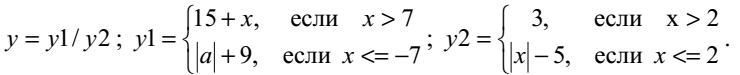 y = y1 / y2 ; y1 = { 15 + x, если x > 7 ; y2 = { 3, если x > 2
|a| + 9, если x <= −7 |x| − 5, если x <= 2 .